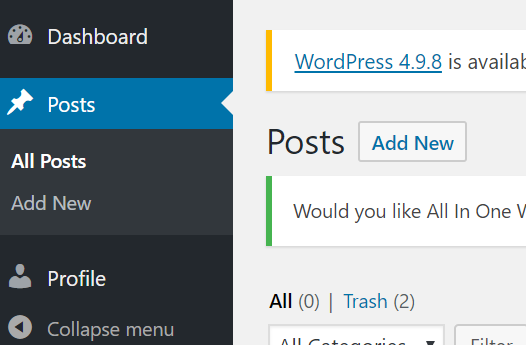 Dashboard
Posts
All Posts
Add New
Profile
Collapse menu
WordPress 4.9.8 is
Posts Add New
Would you like All In One
All (0) | Trash (2)
All Categories
Filter